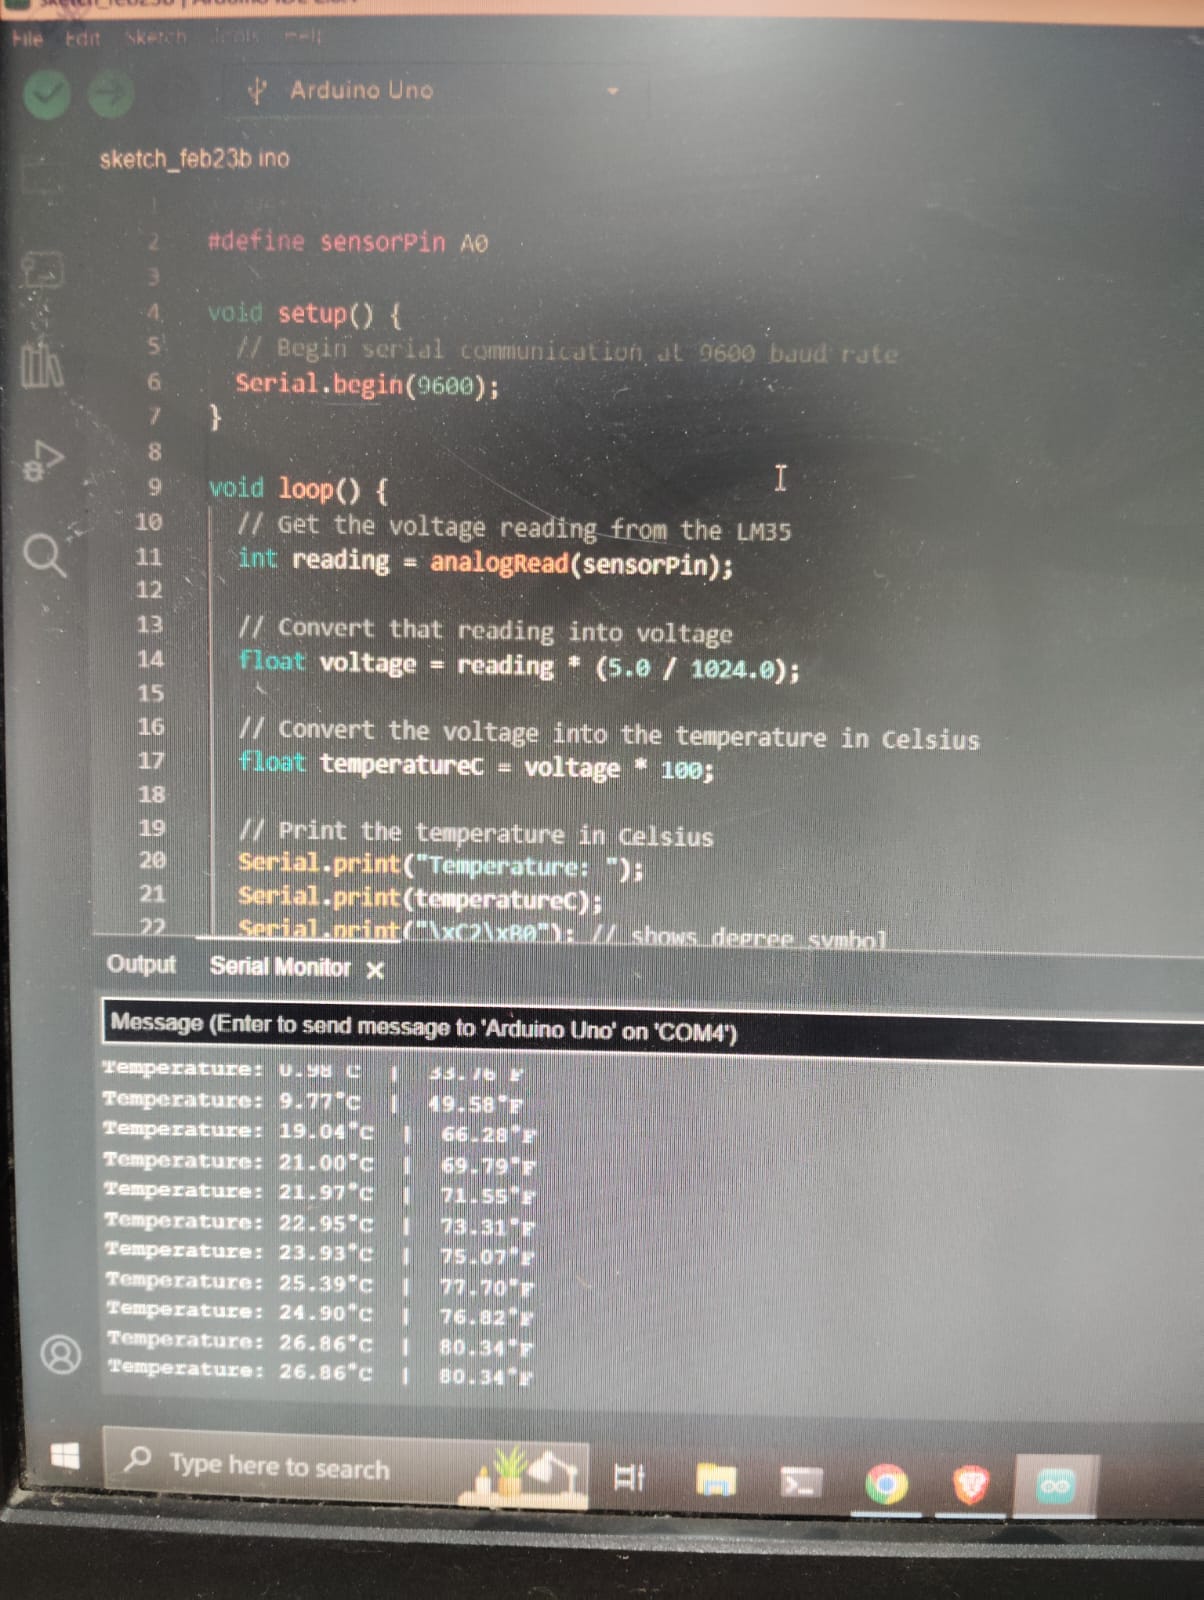 File Edit Sketch Tools Help
Arduino Uno
sketch_feb23b ino
1
2 #define sensorPin A0
3
4 void setup() {
5 // Begin serial communication at 9600 baud rate
6 Serial.begin(9600);
7 }
8
9 void loop() {
10 // Get the voltage reading from the LM35
11 int reading = analogRead(sensorPin);
12
13 // Convert that reading into voltage
14 float voltage = reading * (5.0 / 1024.0);
15
16 // Convert the voltage into the temperature in Celsius
17 float temperatureC = voltage * 100;
18
19 // Print the temperature in Celsius
20 Serial.print("Temperature: ");
21 Serial.print(temperatureC);
22 Serial.print("\xC2\xB0"); // shows degree symbol
Output Serial Monitor X
Message (Enter to send message to 'Arduino Uno' on 'COM4')
Temperature: 0.98 C | 33.76 F
Temperature: 9.77°C | 49.58°F
Temperature: 19.04°C | 66.28°F
Temperature: 21.00°C | 69.79°F
Temperature: 21.97°C | 71.55°F
Temperature: 22.95°C | 73.31°F
Temperature: 23.93°C | 75.07°F
Temperature: 25.39°C | 77.70°F
Temperature: 24.90°C | 76.82°F
Temperature: 26.86°C | 80.34°F
Temperature: 26.86°C | 80.34°F
Type here to search